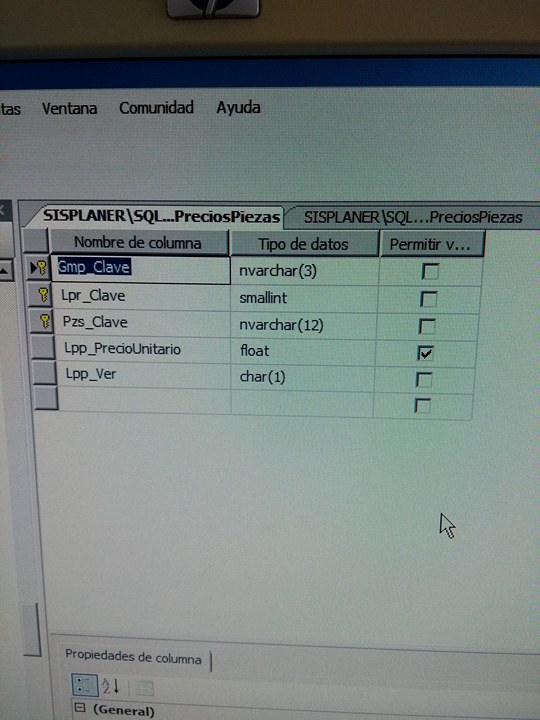 tas Ventana Comunidad Ayuda
SISPLANER\SQL...PreciosPiezas SISPLANER\SQL...PreciosPiezas
Nombre de columna Tipo de datos Permitir v...
Gmp_Clave nvarchar(3)
Lpr_Clave smallint
Pzs_Clave nvarchar(12)
Lpp_PrecioUnitario float
Lpp_Ver char(1)
Propiedades de columna
(General)